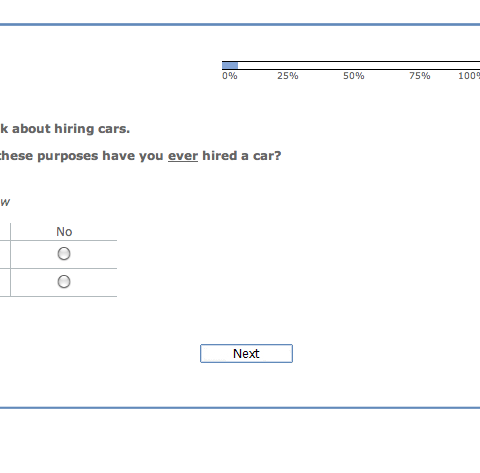 0% 25% 50% 75% 100%
k about hiring cars.
these purposes have you ever hired a car?
w
No
Next